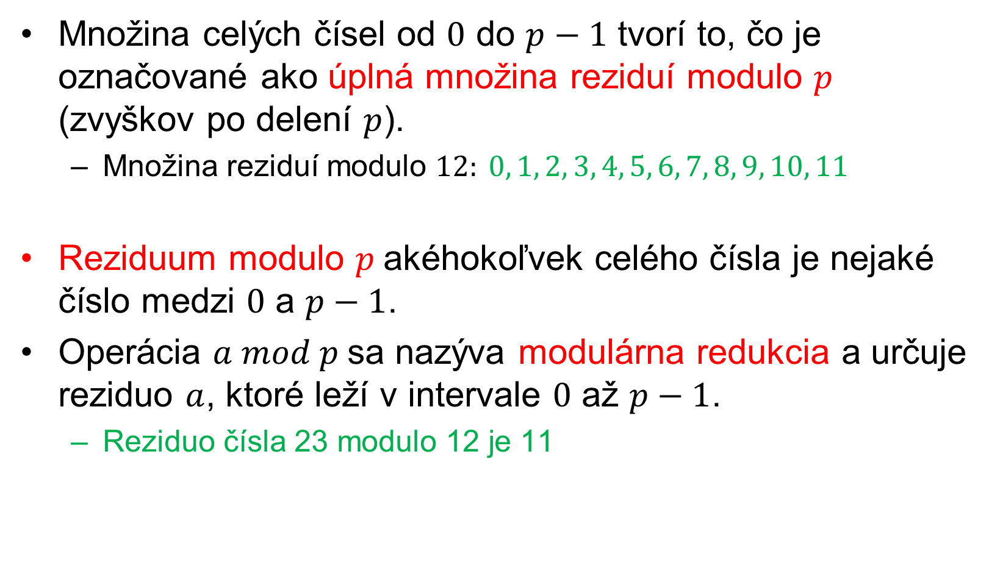 • Množina celých čísel od 0 do p − 1 tvorí to, čo je
označované ako úplná množina reziduí modulo p
(zvyškov po delení p).
– Množina reziduí modulo 12: 0, 1, 2, 3, 4, 5, 6, 7, 8, 9, 10, 11
• Reziduum modulo p akéhokoľvek celého čísla je nejaké
číslo medzi 0 a p − 1.
• Operácia a mod p sa nazýva modulárna redukcia a určuje
reziduo a, ktoré leží v intervale 0 až p − 1.
– Reziduo čísla 23 modulo 12 je 11